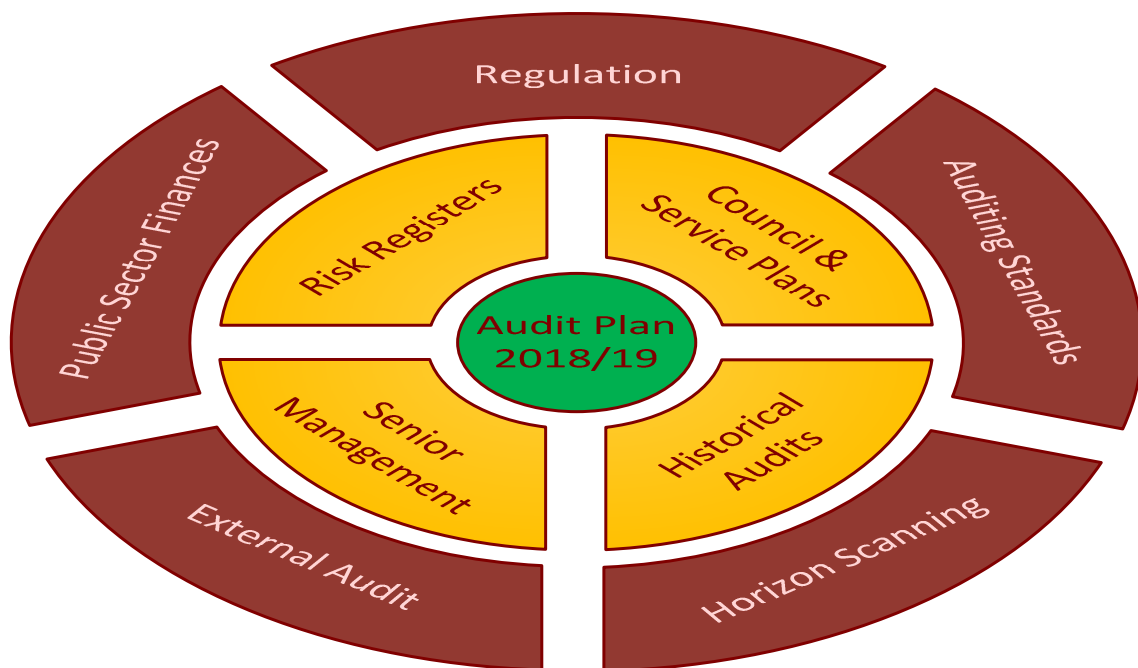 Regulation
Public Sector Finances
Auditing Standards
Risk Registers
Council &
Service Plans
Audit Plan
2018/19
Senior
Management
Historical
Audits
External Audit
Horizon Scanning